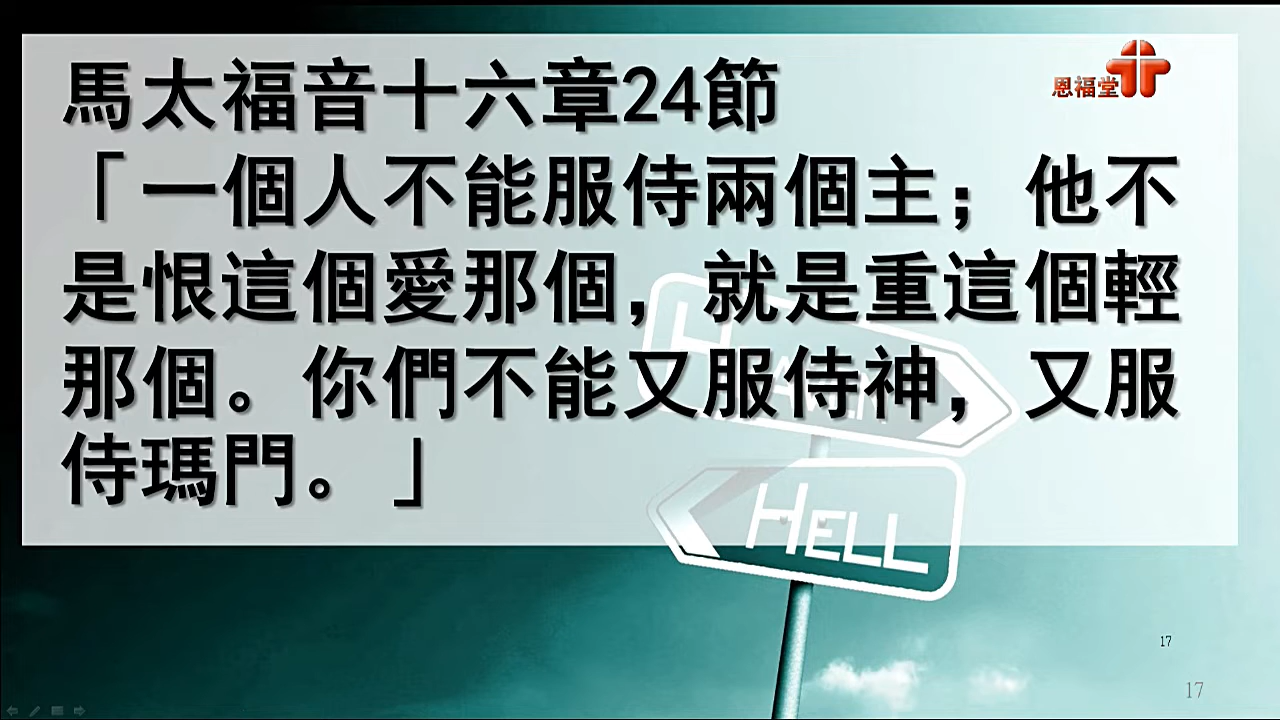 馬太福音十六章24節
恩福堂
「一個人不能服侍兩個主；他不
是恨這個愛那個，就是重這個輕
那個。你們不能又服侍神，又服
侍瑪門。」
HELL
17
17